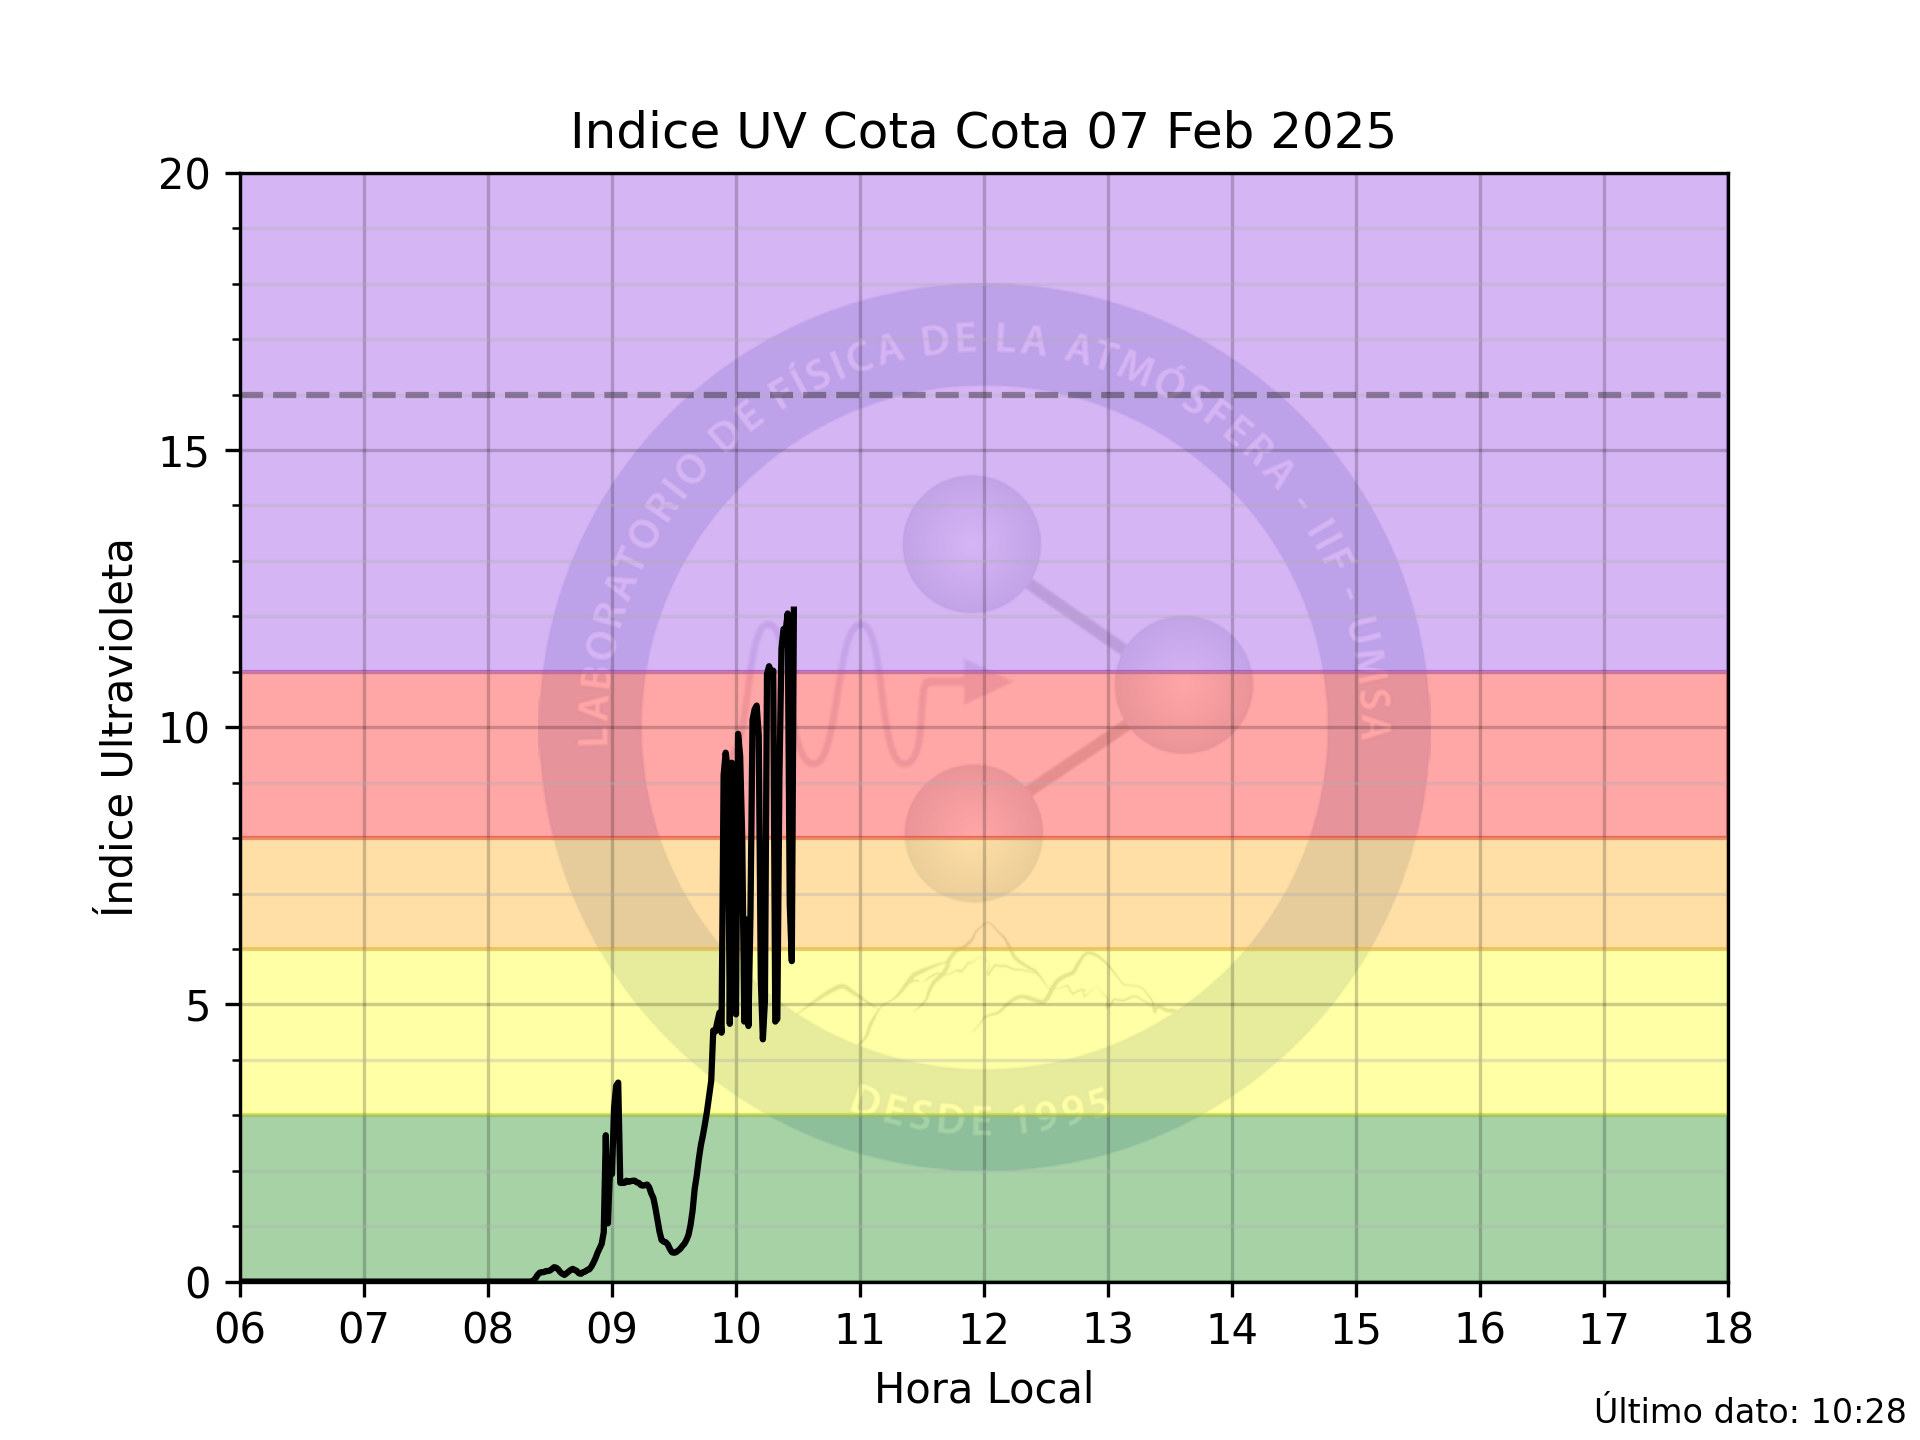 Indice UV Cota Cota 07 Feb 2025
20
15
10
5
0
Índice Ultravioleta
LABORATORIO DE FÍSICA DE LA ATMÓSFERA - IIF - UMSA
DESDE 1995
06 07 08 09 10 11 12 13 14 15 16 17 18
Hora Local
Último dato: 10:28